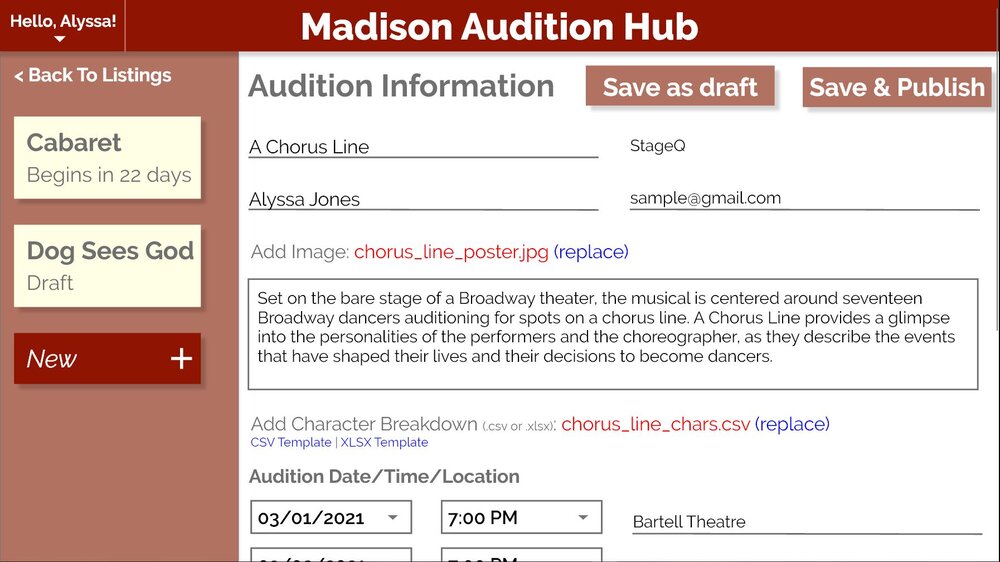 Hello, Alyssa!
Madison Audition Hub
< Back To Listings
Cabaret
Begins in 22 days
Dog Sees God
Draft
New +
Audition Information
Save as draft
Save & Publish
A Chorus Line
StageQ
Alyssa Jones
sample@gmail.com
Add Image: chorus_line_poster.jpg (replace)
Set on the bare stage of a Broadway theater, the musical is centered around seventeen
Broadway dancers auditioning for spots on a chorus line. A Chorus Line provides a glimpse
into the personalities of the performers and the choreographer, as they describe the events
that have shaped their lives and their decisions to become dancers.
Add Character Breakdown (.csv or .xlsx): chorus_line_chars.csv (replace)
CSV Template | XLSX Template
Audition Date/Time/Location
03/01/2021
7:00 PM
Bartell Theatre